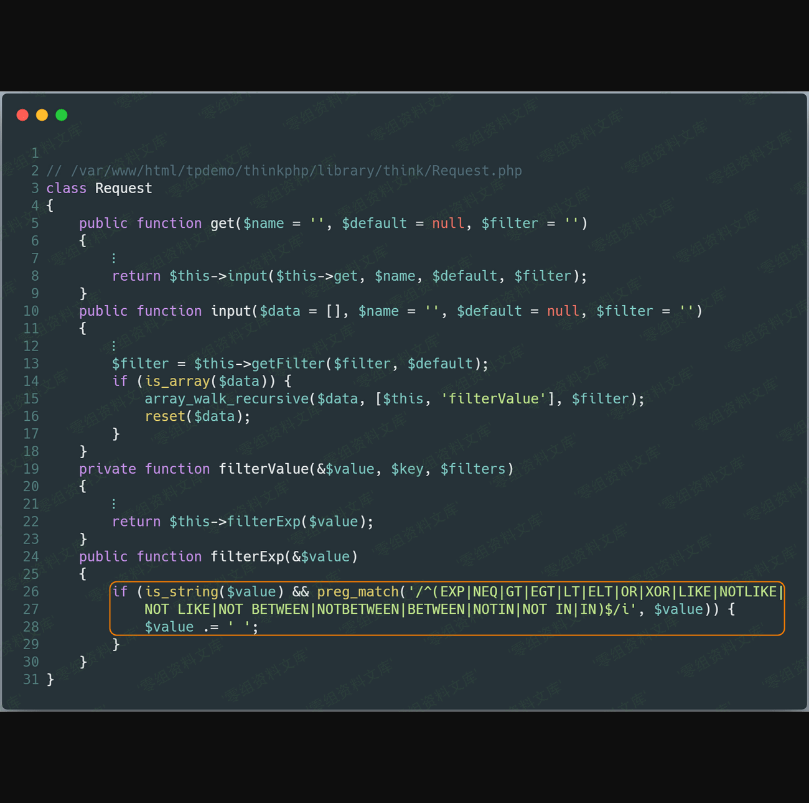 1
2 // /var/www/html/tpdemo/thinkphp/library/think/Request.php
3 class Request
4 {
5     public function get($name = '', $default = null, $filter = '')
6     {
7         ⋮
8         return $this->input($this->get, $name, $default, $filter);
9     }
10     public function input($data = [], $name = '', $default = null, $filter = '')
11     {
12         ⋮
13         $filter = $this->getFilter($filter, $default);
14         if (is_array($data)) {
15             array_walk_recursive($data, [$this, 'filterValue'], $filter);
16             reset($data);
17         }
18     }
19     private function filterValue(&$value, $key, $filters)
20     {
21         ⋮
22         return $this->filterExp($value);
23     }
24     public function filterExp(&$value)
25     {
26         if (is_string($value) && preg_match('/^(EXP|NEQ|GT|EGT|LT|ELT|OR|XOR|LIKE|NOTLIKE|
27             NOT LIKE|NOT BETWEEN|NOTBETWEEN|BETWEEN|NOTIN|NOT IN|IN)$/i', $value)) {
28             $value .= ' ';
29         }
30     }
31 }
零组资料文库